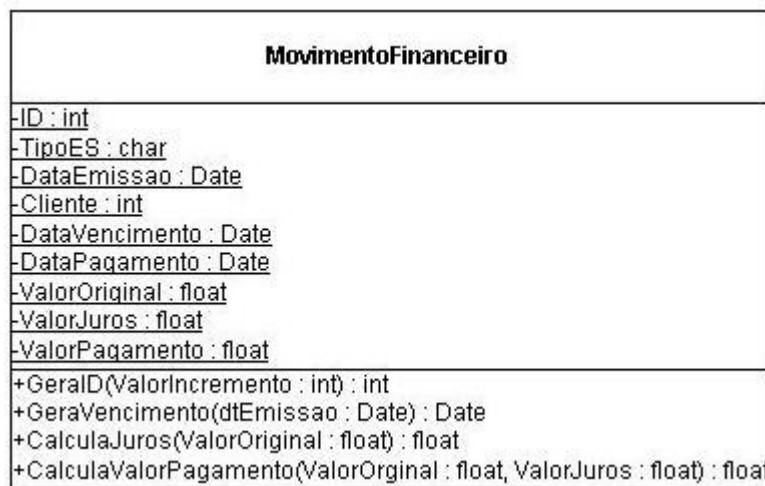 MovimentoFinanceiro
-ID : int
-TipoES : char
-DataEmissao : Date
-Cliente : int
-DataVencimento : Date
-DataPagamento : Date
-ValorOriginal : float
-ValorJuros : float
-ValorPagamento : float
+GeraID(ValorIncremento : int) : int
+GeraVencimento(dtEmissao : Date) : Date
+CalculaJuros(ValorOriginal : float) : float
+CalculaValorPagamento(ValorOrginal : float, ValorJuros : float) : float